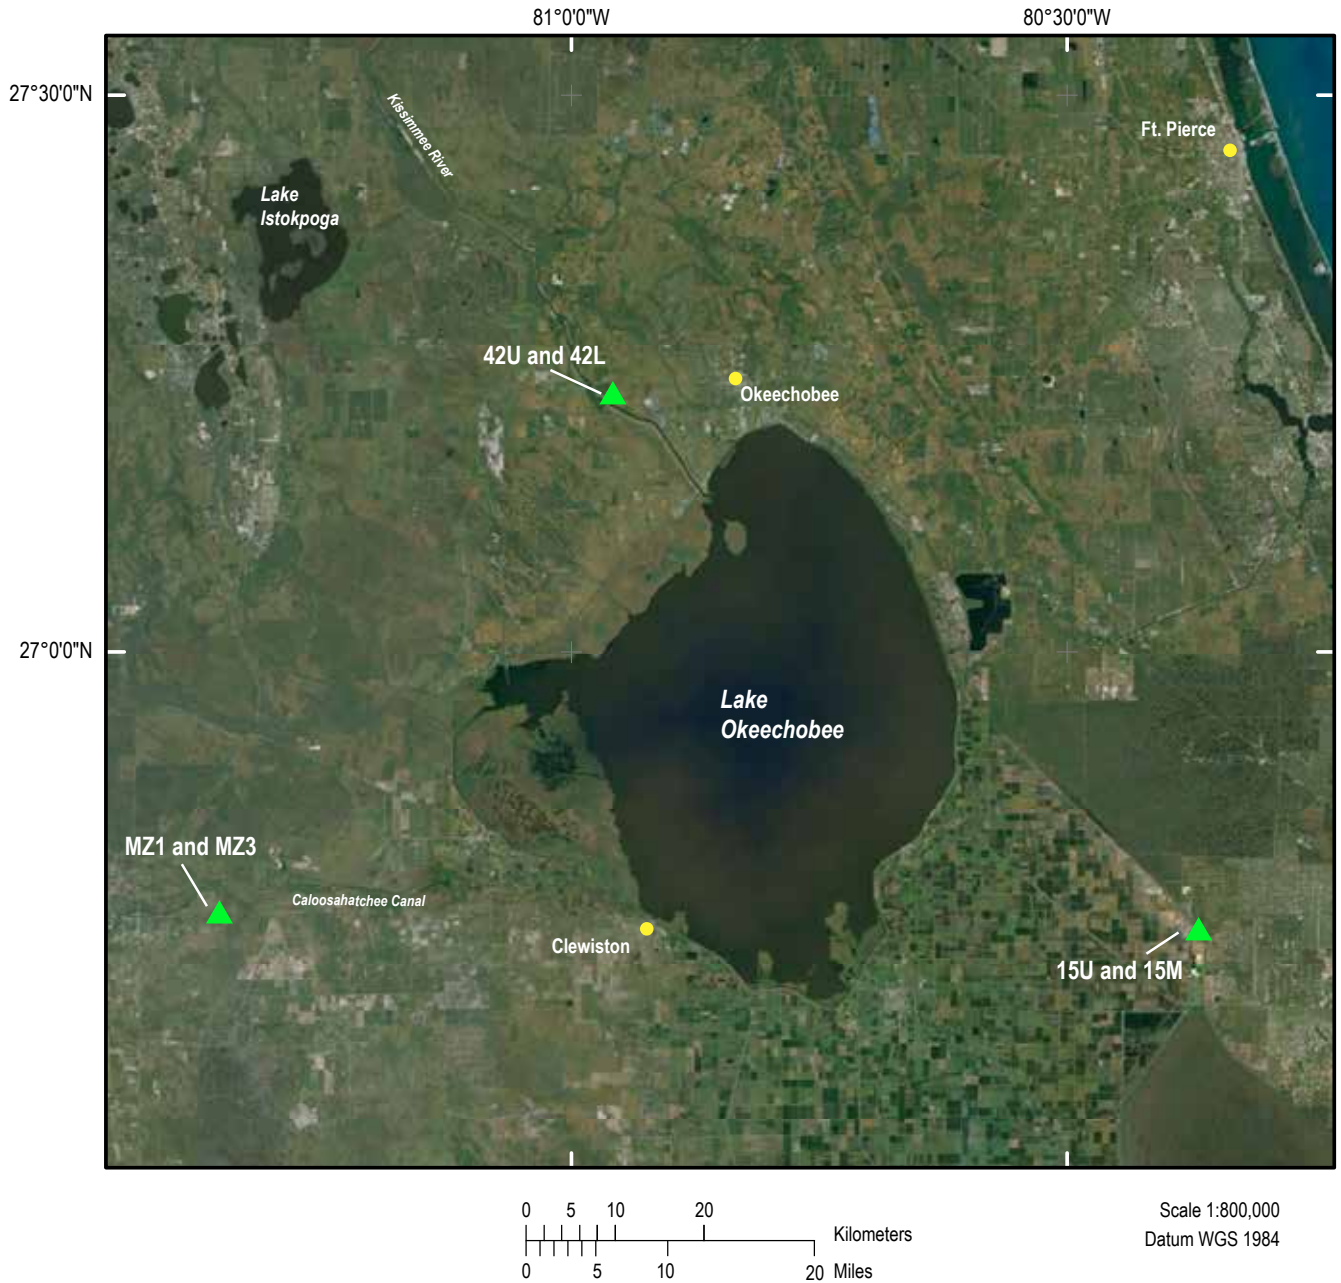 81°0'0"W 80°30'0"W
27°30'0"N
Kissimmee River
Ft. Pierce
Lake
Istokpoga
42U and 42L
Okeechobee
27°0'0"N
Lake
Okeechobee
MZ1 and MZ3
Caloosahatchee Canal
Clewiston
15U and 15M
0 5 10 20
Kilometers
0 5 10 20 Miles
Scale 1:800,000
Datum WGS 1984